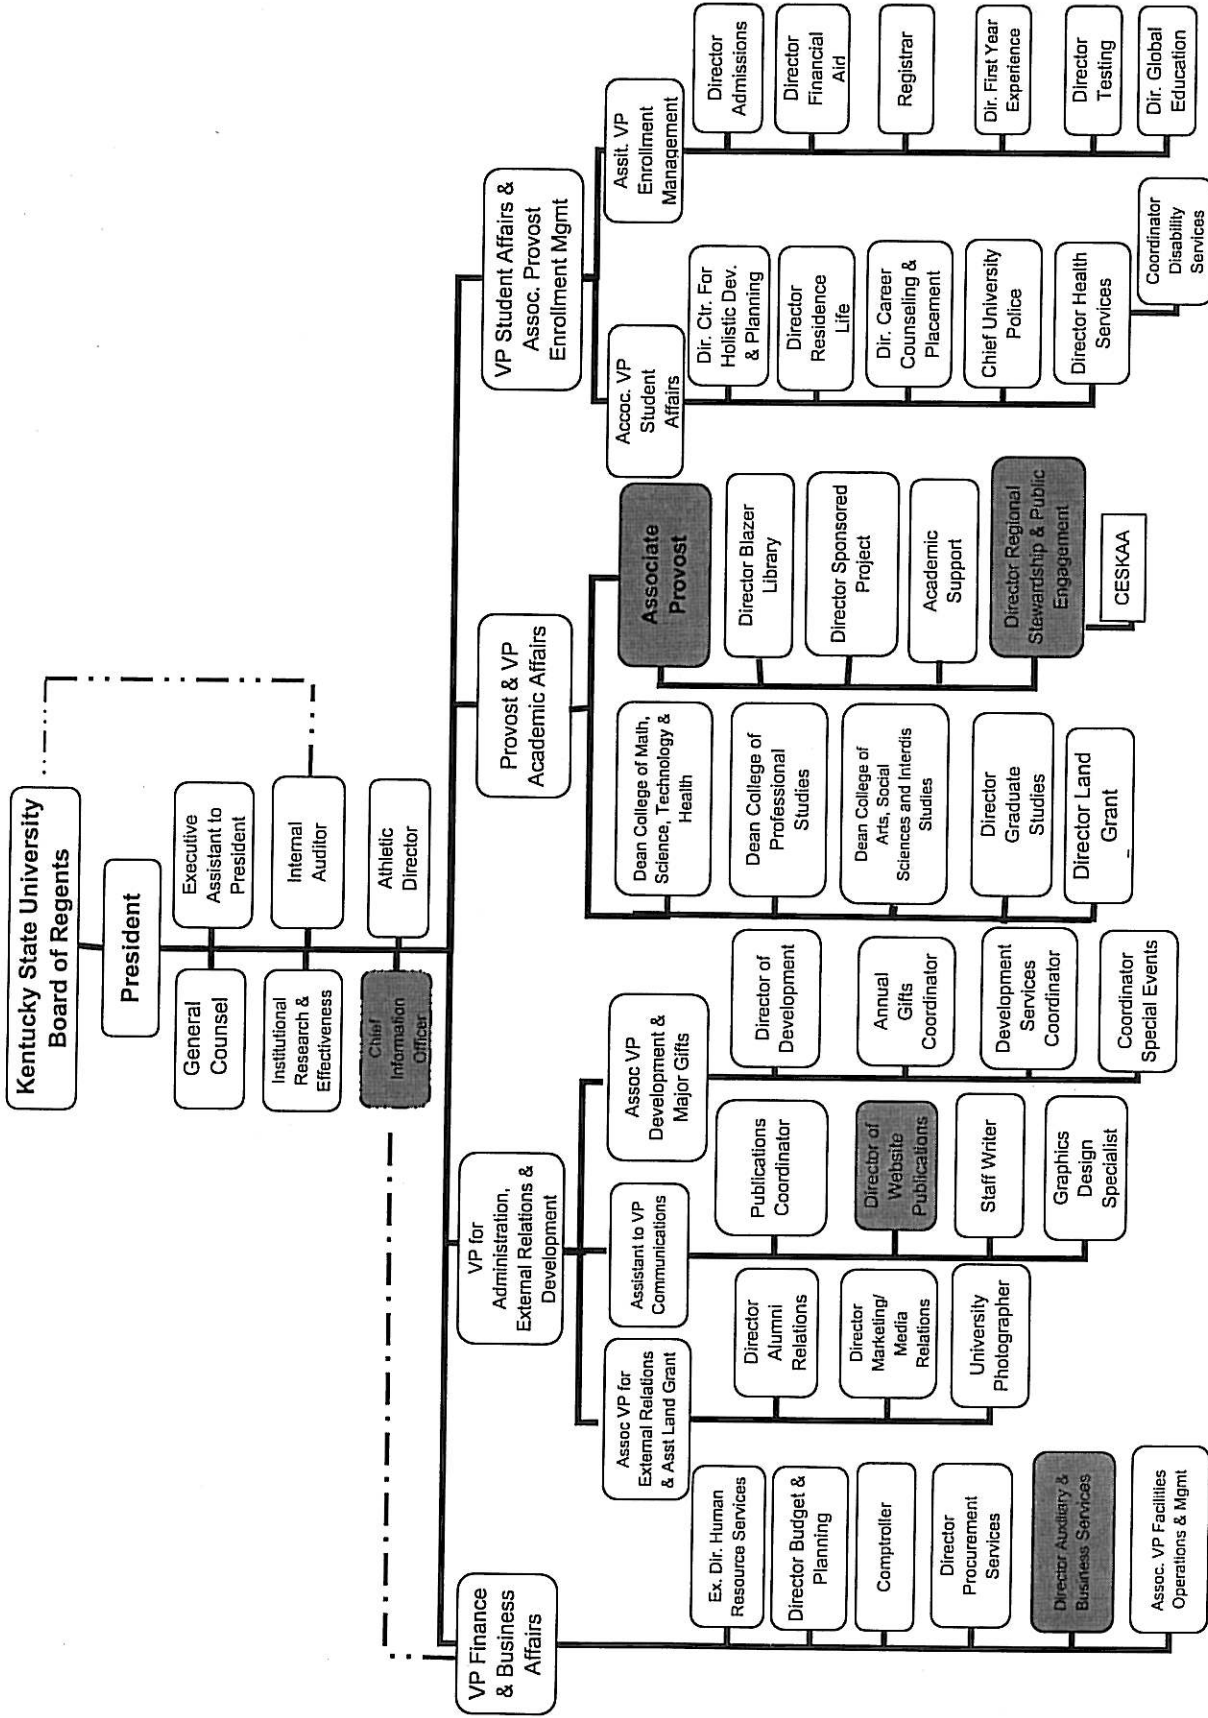 Kentucky State University
Board of Regents
President
General
Counsel
Executive
Assistant to
President
Institutional
Research &
Effectiveness
Internal
Auditor
Chief
Information
Officer
Athletic
Director
VP Finance
& Business
Affairs
VP for
Administration,
External Relations &
Development
Provost & VP
Academic Affairs
VP Student Affairs &
Assoc. Provost
Enrollment Mgmt
Ex. Dir. Human
Resource Services
Director Budget &
Planning
Comptroller
Director
Procurement
Services
Director Auxiliary &
Business Services
Assoc. VP Facilities
Operations & Mgmt
Assoc VP for
External Relations
& Asst Land Grant
Director
Alumni
Relations
Director
Marketing/
Media
Relations
University
Photographer
Assistant to VP
Communications
Publications
Coordinator
Director of
Website
Publications
Staff Writer
Graphics
Design
Specialist
Assoc VP
Development &
Major Gifts
Director of
Development
Annual
Gifts
Coordinator
Development
Services
Coordinator
Coordinator
Special Events
Dean College of Math,
Science, Technology &
Health
Dean College of
Professional
Studies
Dean College of
Arts, Social
Sciences and Interdis
Studies
Director
Graduate
Studies
Director Land
Grant
Associate
Provost
Director Blazer
Library
Director Sponsored
Project
Academic
Support
Director Regional
Stewardship & Public
Engagement
CESKAA
Accoc. VP
Student
Affairs
Dir. Ctr. For
Holistic Dev.
& Planning
Director
Residence
Life
Dir. Career
Counseling &
Placement
Chief University
Police
Director Health
Services
Coordinator
Disability
Services
Assit. VP
Enrollment
Management
Director
Admissions
Director
Financial
Aid
Registrar
Dir. First Year
Experience
Director
Testing
Dir. Global
Education